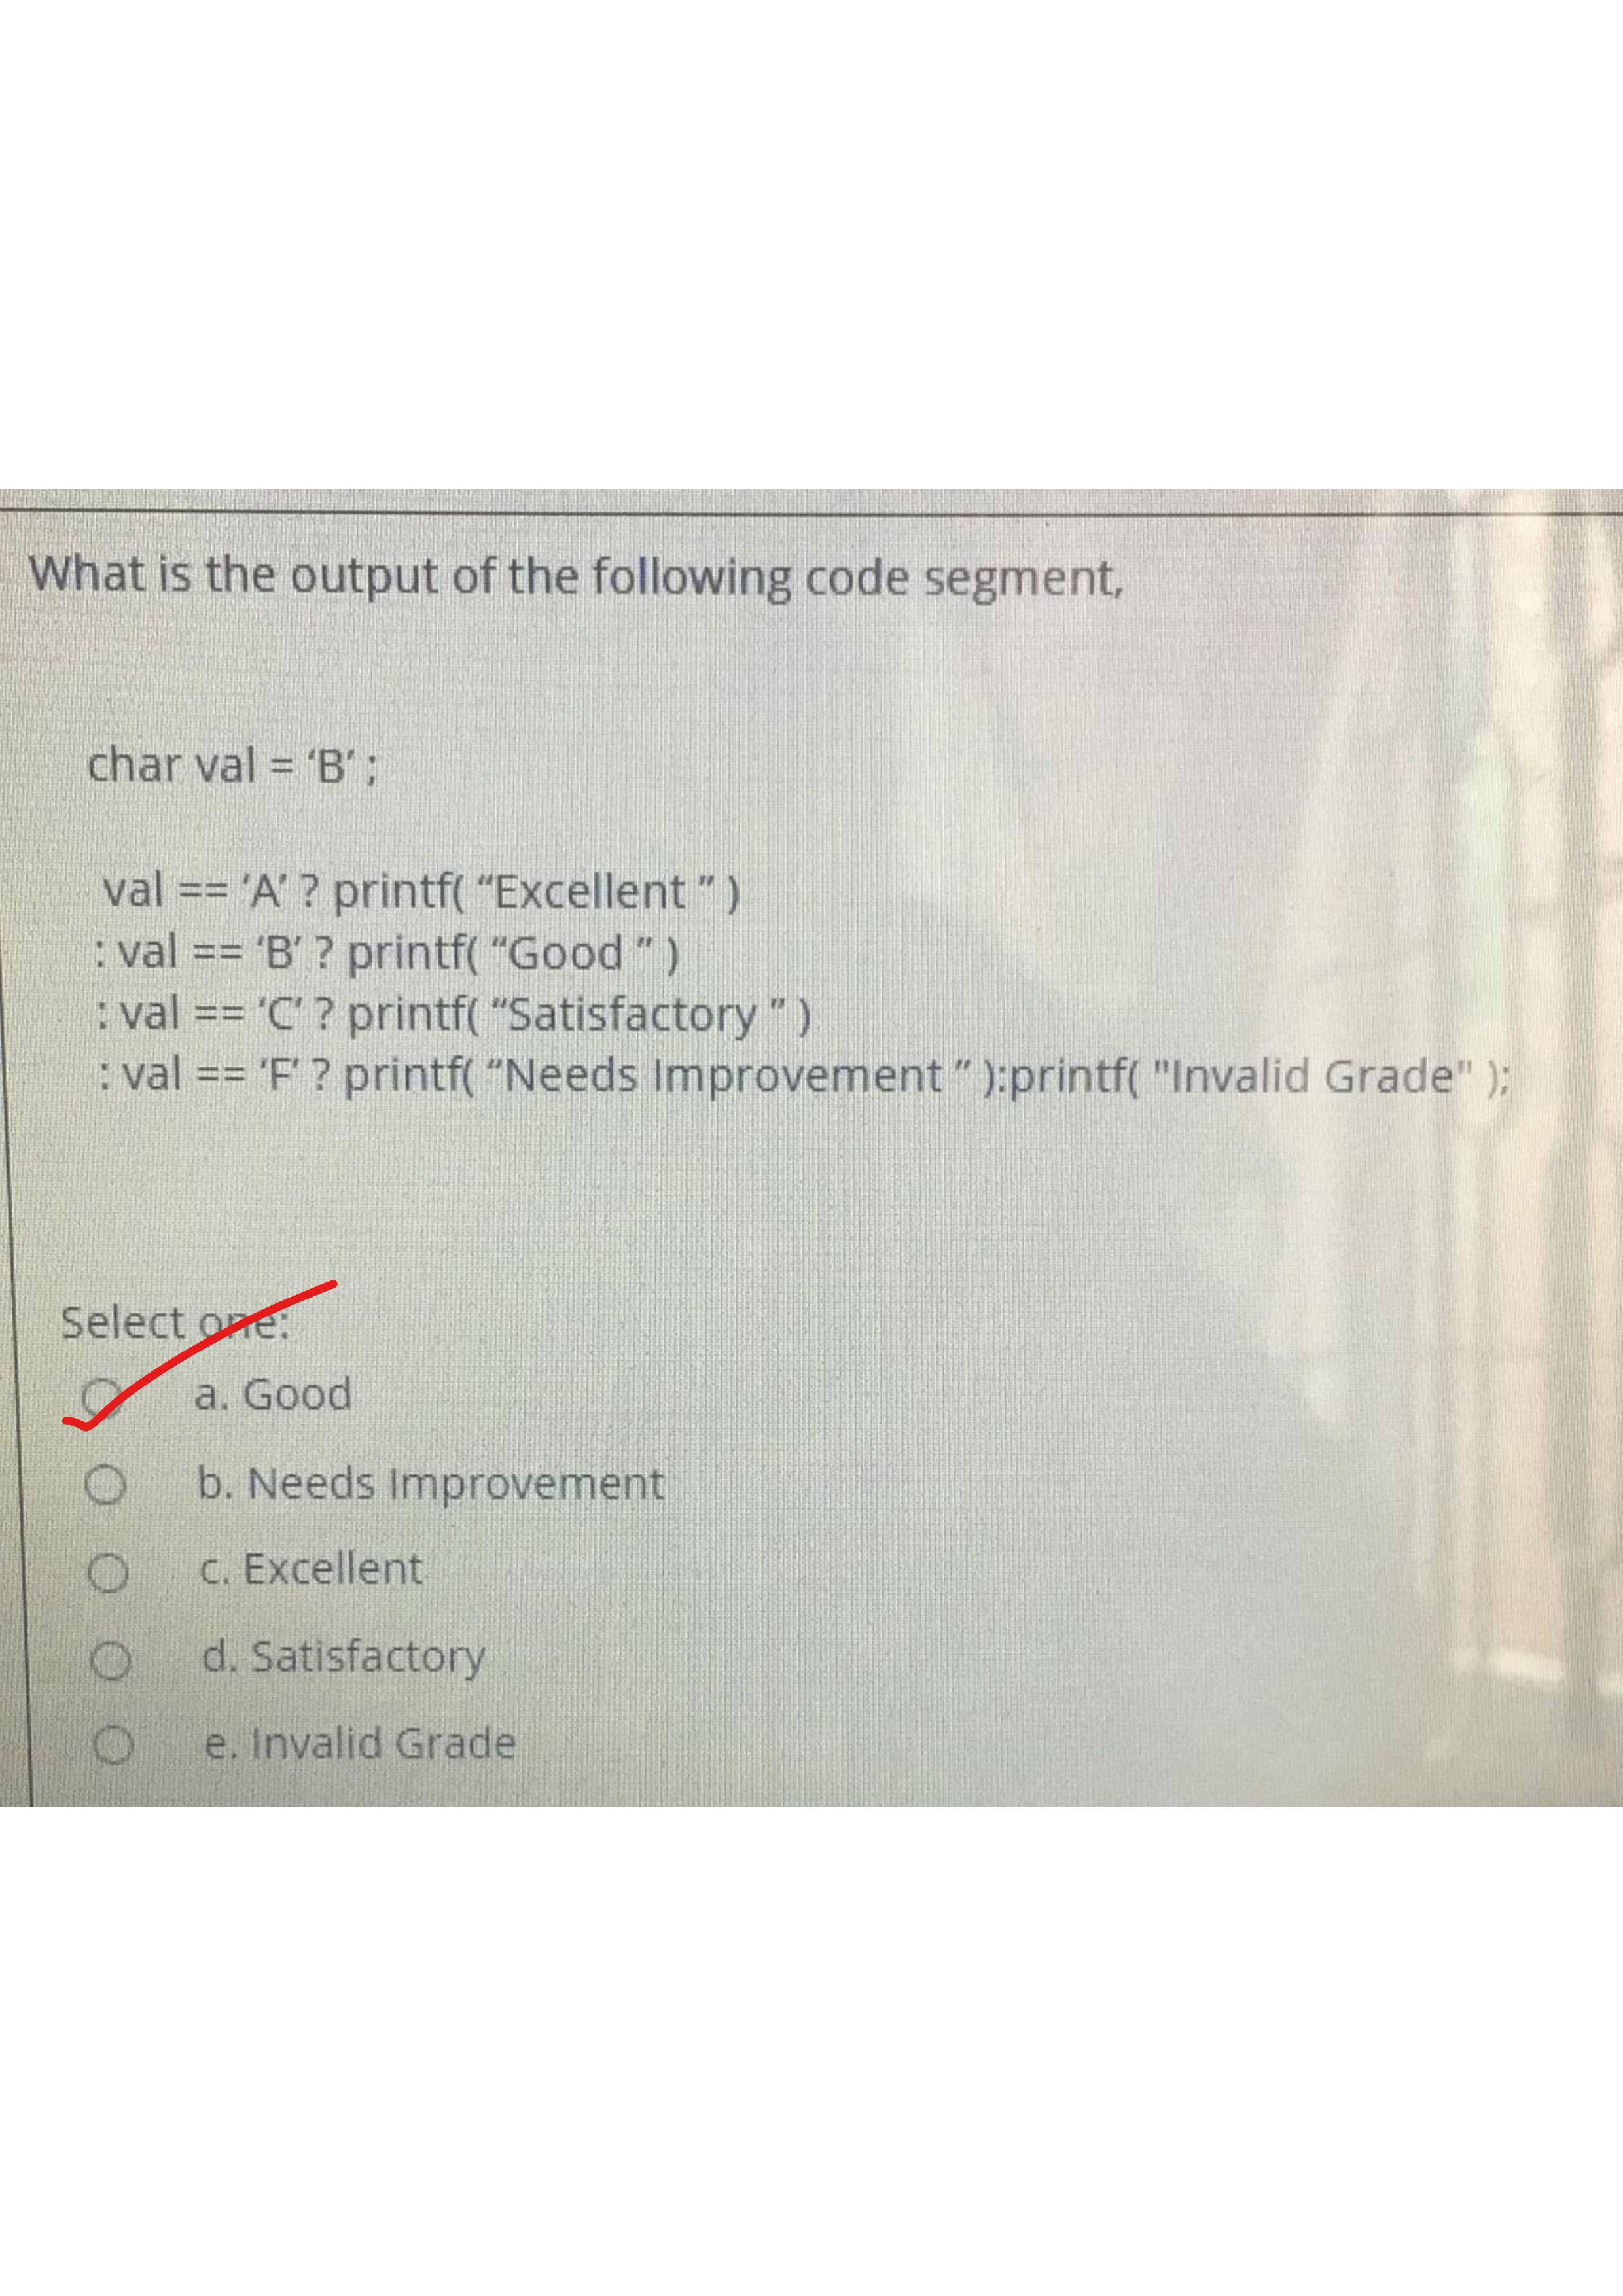 What is the output of the following code segment,
char val = ‘B’ ;
val == ‘A’ ? printf( “Excellent ” )
: val == ‘B’ ? printf( “Good ” )
: val == ‘C’ ? printf( “Satisfactory ” )
: val == ‘F’ ? printf( “Needs Improvement ” ):printf( "Invalid Grade" );
Select one:
a. Good
b. Needs Improvement
c. Excellent
d. Satisfactory
e. Invalid Grade